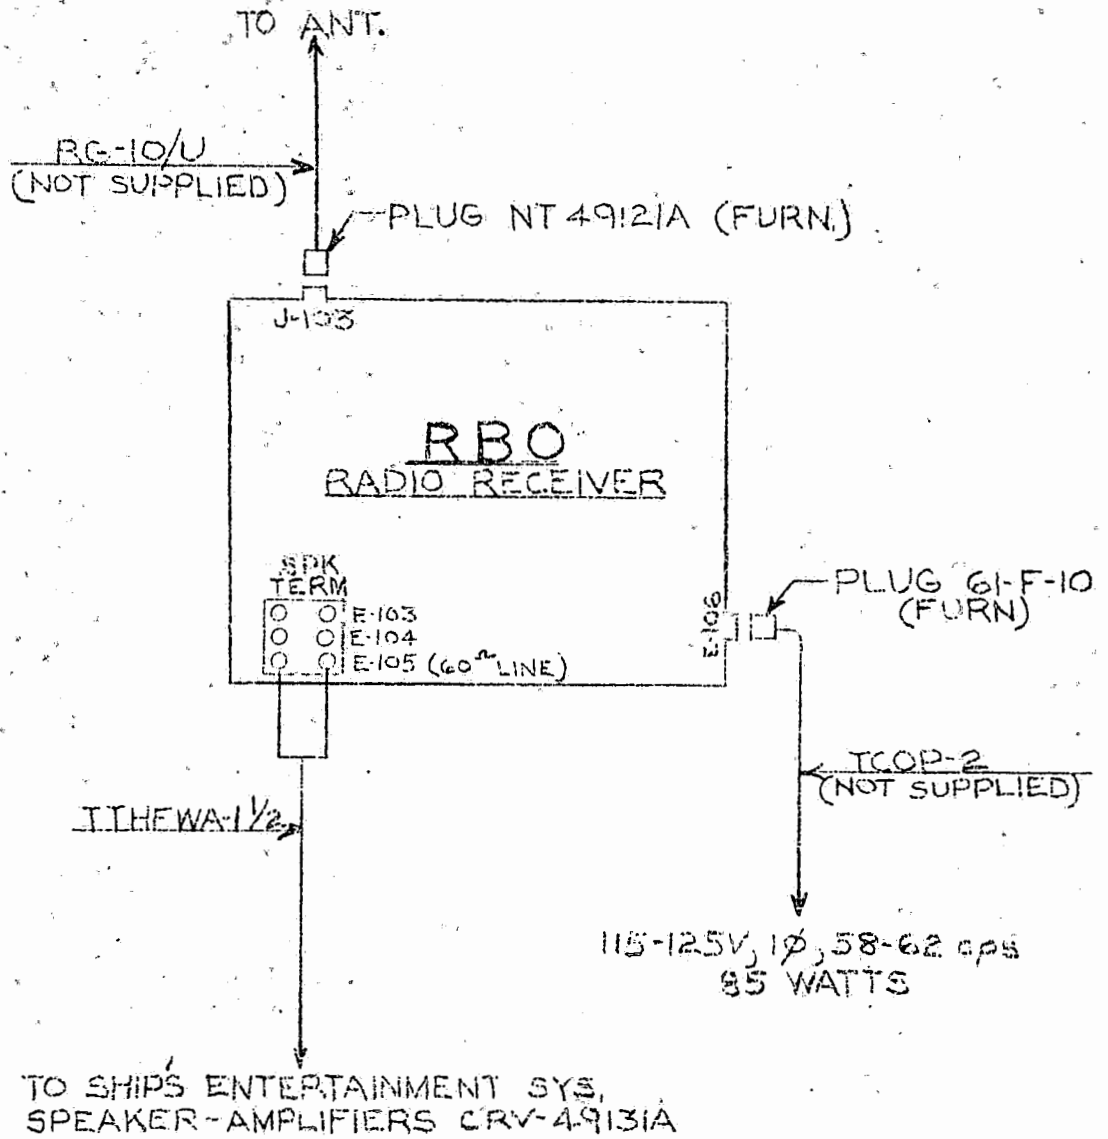 TO ANT.
RG-10/U
(NOT SUPPLIED)
PLUG NT 49121A (FURN.)
J-103
RBO
RADIO RECEIVER
SPK
TERM
E-103
E-104
E-105 (60Ω LINE)
E-106
PLUG 61-F-10
(FURN)
TCOP-2
(NOT SUPPLIED)
TTHFWA-1½
115-125V, 1Ø, 58-62 cps
85 WATTS
TO SHIP'S ENTERTAINMENT SYS,
SPEAKER-AMPLIFIERS CRV-49131A